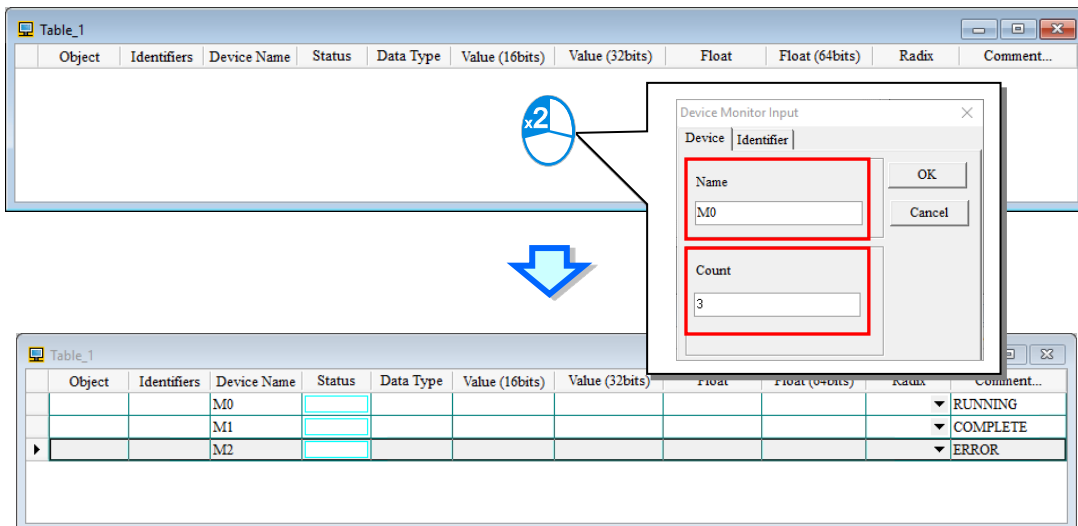 Table_1
Object Identifiers Device Name Status Data Type Value (16bits) Value (32bits) Float Float (64bits) Radix Comment...
x2
Device Monitor Input
Device Identifier
Name
M0
OK
Cancel
Count
3
Table_1
Object Identifiers Device Name Status Data Type Value (16bits) Value (32bits) Float Float (64bits) Radix Comment...
M0 RUNNING
M1 COMPLETE
M2 ERROR